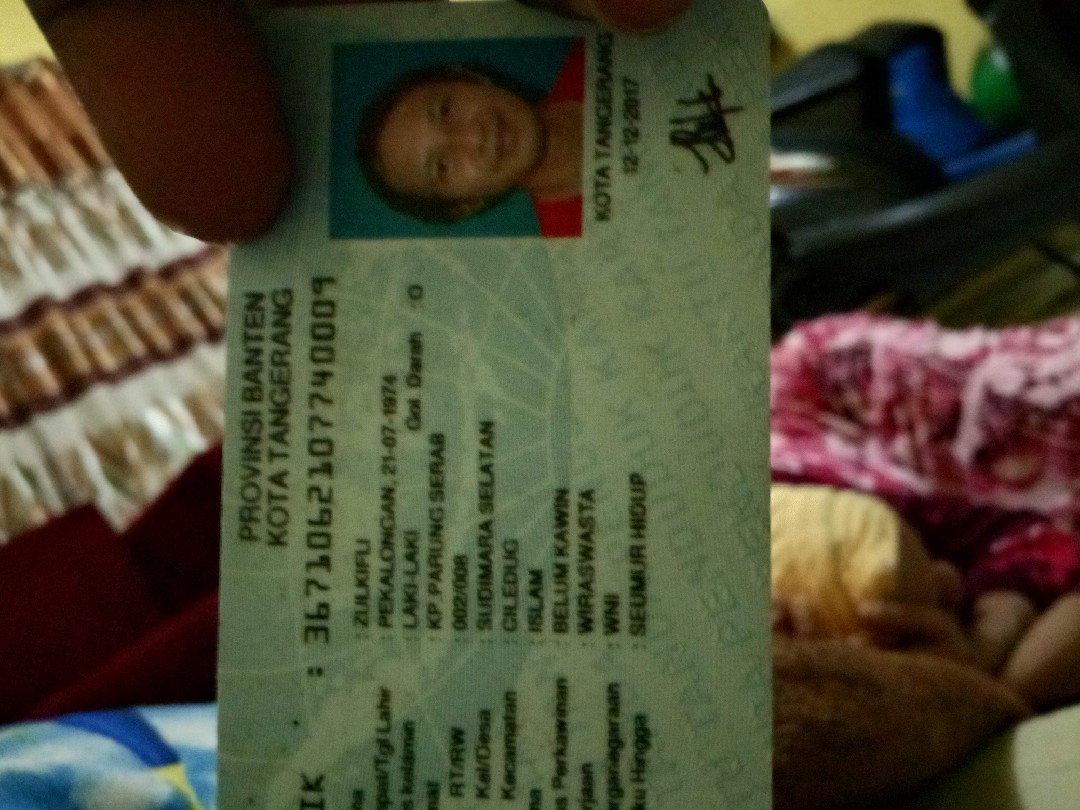 PROVINSI BANTEN
KOTA TANGERANG
IK : 3671062107740009
: ZULKIFLI
pat/Tgl Lahir : PEKALONGAN, 21-07-1974
s kelamin : LAKI-LAKI Gol. Darah : O
: KP PARUNG SERAB
RT/RW : 002/008
Kel/Desa : SUDIMARA SELATAN
Kecamatan : CILEDUG
: ISLAM
Perkawinan : BELUM KAWIN
rjaan : WIRASWASTA
rganegaraan : WNI
ku Hingga : SEUMUR HIDUP
KOTA TANGERANG
12-12-2017